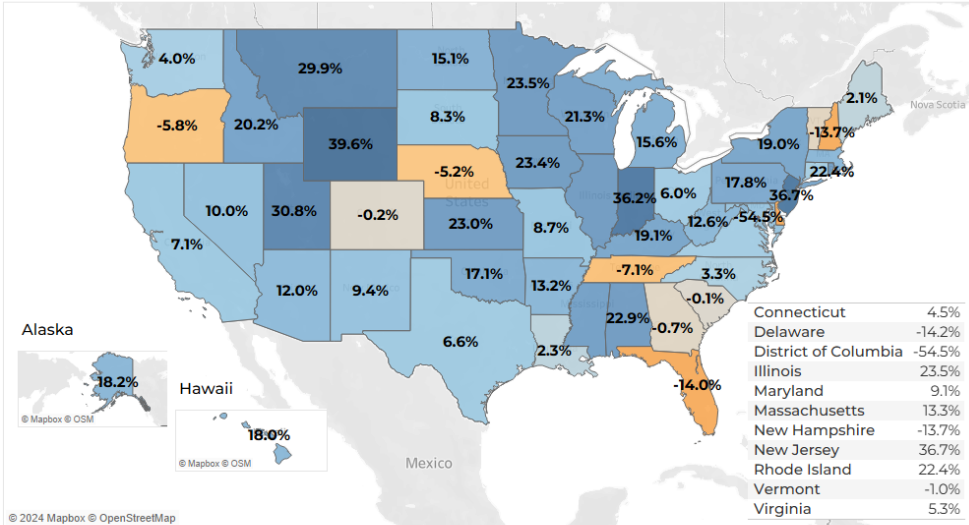 4.0%
29.9%
15.1%
23.5%
2.1%
Nova Scotia
-5.8%
20.2%
39.6%
8.3%
21.3%
15.6%
19.0%
-13.7%
22.4%
-5.2%
23.4%
17.8%
36.7%
10.0%
30.8%
-0.2%
United
States
23.0%
8.7%
36.2%
6.0%
12.6%
-54.5%
7.1%
19.1%
12.0%
9.4%
17.1%
13.2%
-7.1%
3.3%
6.6%
2.3%
22.9%
-0.7%
-0.1%
-14.0%
Alaska
18.2%
© Mapbox © OSM
Hawaii
18.0%
© Mapbox © OSM
Mexico
Connecticut 4.5%
Delaware -14.2%
District of Columbia -54.5%
Illinois 23.5%
Maryland 9.1%
Massachusetts 13.3%
New Hampshire -13.7%
New Jersey 36.7%
Rhode Island 22.4%
Vermont -1.0%
Virginia 5.3%
© 2024 Mapbox © OpenStreetMap